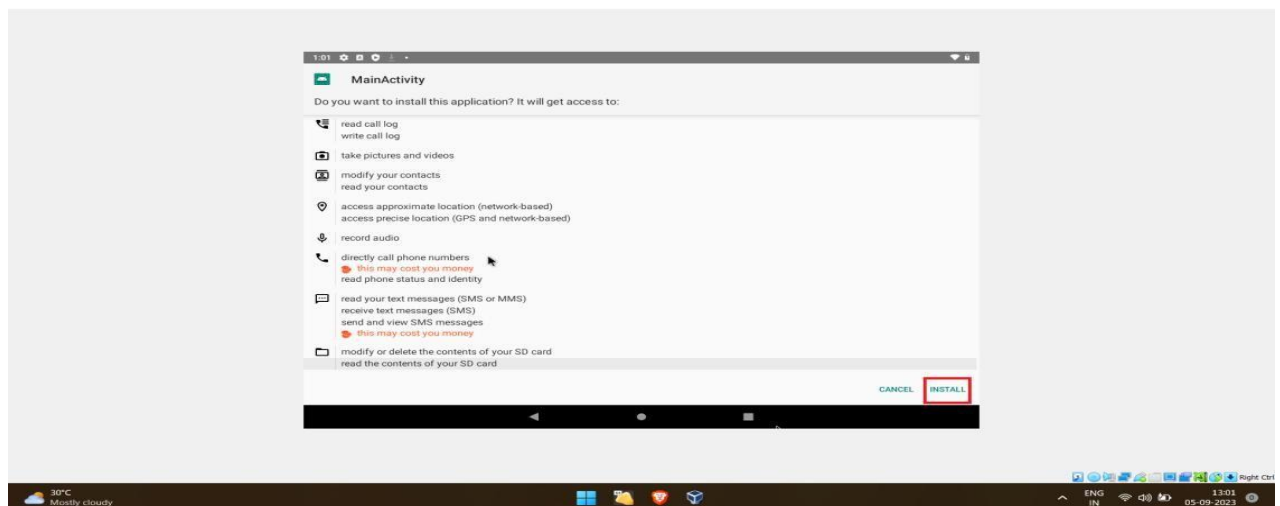 1:01
MainActivity
Do you want to install this application? It will get access to:
read call log
write call log
take pictures and videos
modify your contacts
read your contacts
access approximate location (network-based)
access precise location (GPS and network-based)
record audio
directly call phone numbers
this may cost you money
read phone status and identity
read your text messages (SMS or MMS)
receive text messages (SMS)
send and view SMS messages
this may cost you money
modify or delete the contents of your SD card
read the contents of your SD card
CANCEL INSTALL
Right Ctrl
30°C
Mostly cloudy
ENG
IN
13:01
05-09-2023